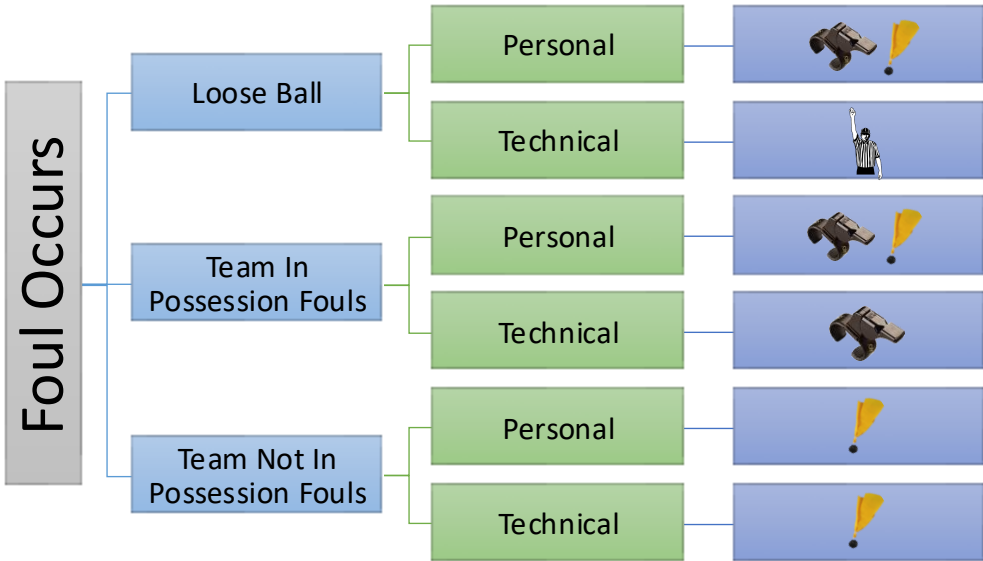 Foul Occurs
Loose Ball
Personal
Technical
Team In
Possession Fouls
Personal
Technical
Team Not In
Possession Fouls
Personal
Technical